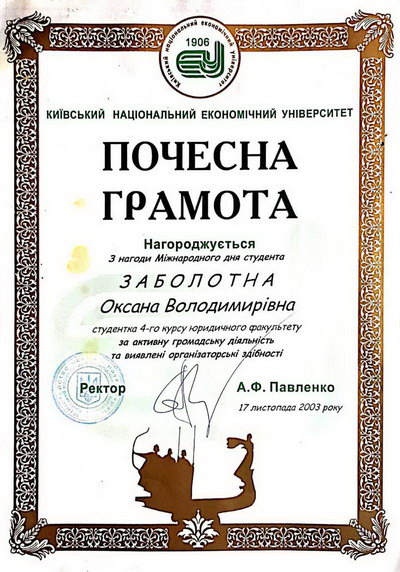 Київський національний економічний університет
1906
КИЇВСЬКИЙ НАЦІОНАЛЬНИЙ ЕКОНОМІЧНИЙ УНІВЕРСИТЕТ
ПОЧЕСНА
ГРАМОТА
Нагороджується
З нагоди Міжнародного дня студента
ЗАБОЛОТНА
Оксана Володимирівна
студентка 4-го курсу юридичного факультету
за активну громадську діяльність
та виявлені організаторські здібності
Ректор А.Ф. Павленко
17 листопада 2003 року